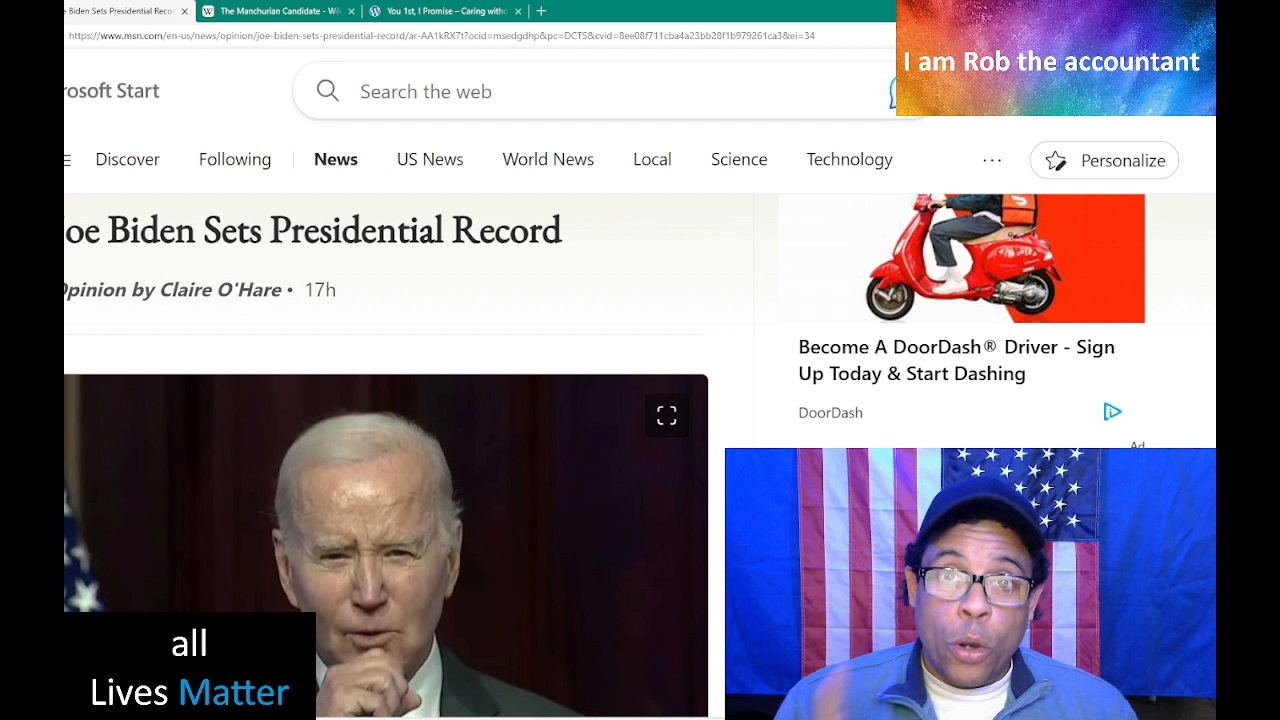 e Biden Sets Presidential Recor
The Manchurian Candidate - Wi
You 1st, I Promise – Caring with
https://www.msn.com/en-us/news/opinion/joe-biden-sets-presidential-record/ar-AA1kRX7t?ocid=msedgdhp&pc=DCTS&cvid=8ee08f711cba4a23bb28f1b979261ca3&ei=34
I am Rob the accountant
rosoft Start
Search the web
Discover
Following
News
US News
World News
Local
Science
Technology
Personalize
oe Biden Sets Presidential Record
Opinion by Claire O'Hare • 17h
Become A DoorDash® Driver - Sign
Up Today & Start Dashing
DoorDash
Ad
all
Lives Matter